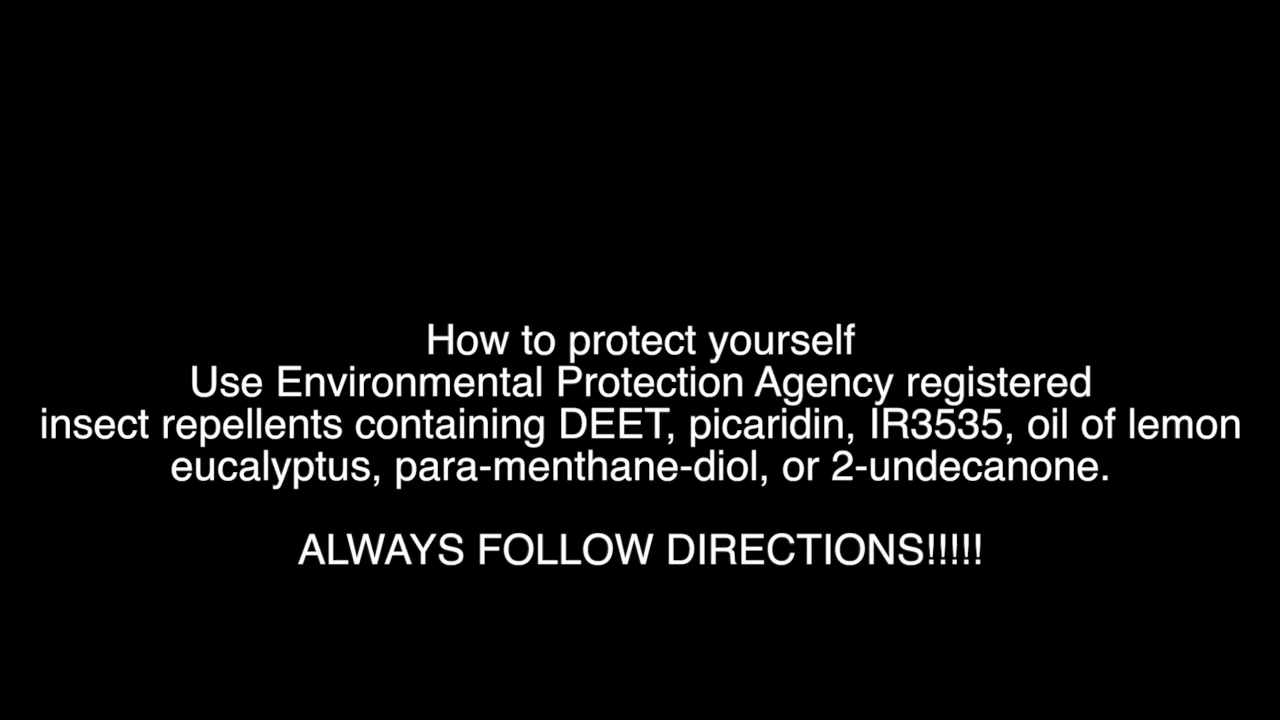 How to protect yourself
Use Environmental Protection Agency registered
insect repellents containing DEET, picaridin, IR3535, oil of lemon
eucalyptus, para-menthane-diol, or 2-undecanone.
ALWAYS FOLLOW DIRECTIONS!!!!!